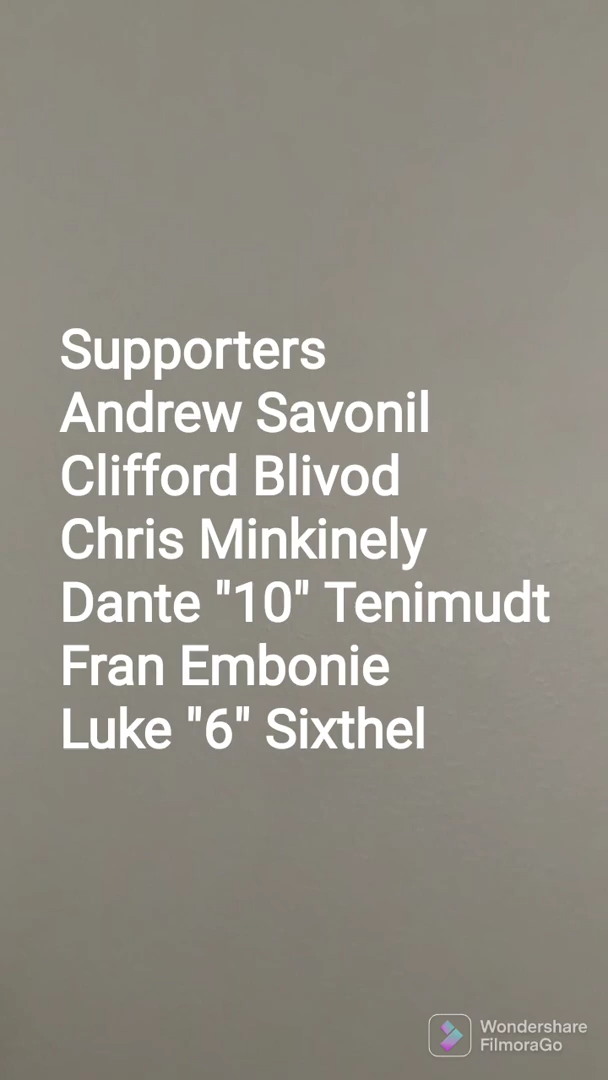 Supporters
Andrew Savonil
Clifford Blivod
Chris Minkinely
Dante "10" Tenimudt
Fran Embonie
Luke "6" Sixthel
Wondershare
FilmoraGo